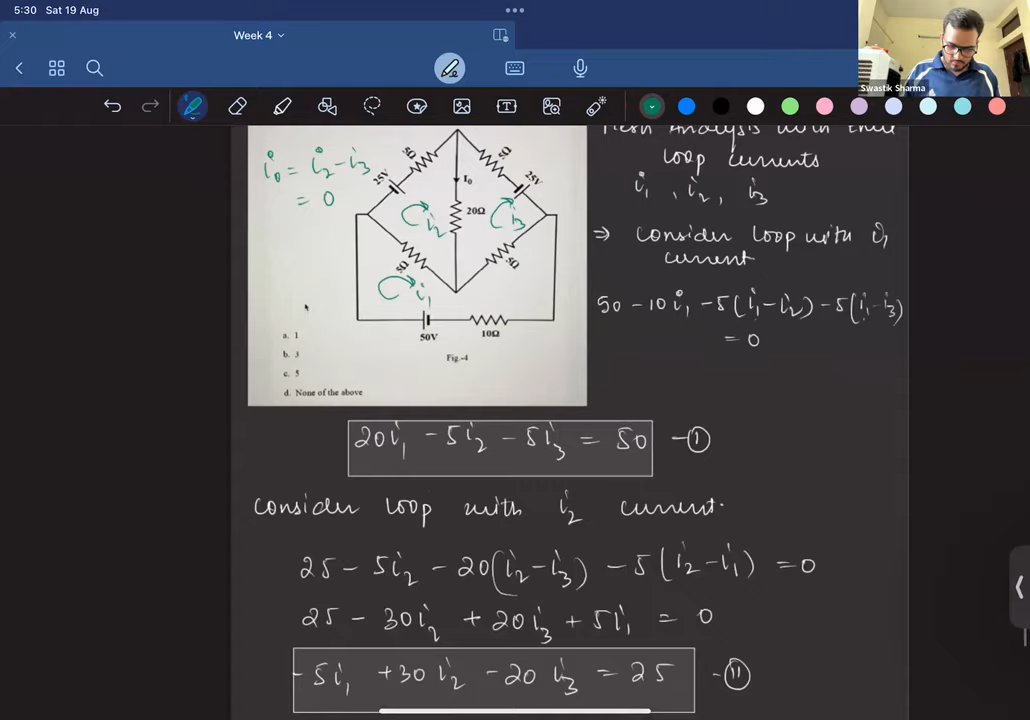 5:30 Sat 19 Aug
Week 4
Swastik Sharma
i₀ = i₂ - i₃
= 0
25V
5Ω
5Ω
25V
I₀
20Ω
i₂
i₃
5Ω
5Ω
i₁
50V
10Ω
Fig-4
a. 1
b. 3
c. 5
d. None of the above
Mesh Analysis with
loop currents
i₁ , i₂ , i₃
⇒ Consider loop with i₁
current
50 - 10i₁ - 5(i₁ - i₂) - 5(i₁ - i₃)
= 0
20i₁ - 5i₂ - 5i₃ = 50 - ①
Consider loop with i₂ current.
25 - 5i₂ - 20(i₂ - i₃) - 5(i₂ - i₁) = 0
25 - 30i₂ + 20i₃ + 5i₁ = 0
-5i₁ + 30i₂ - 20i₃ = 25 - ⑪